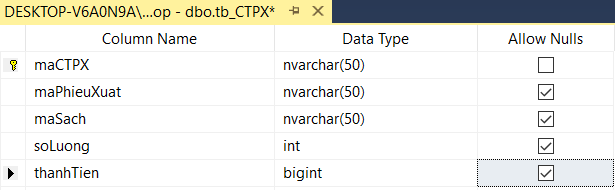 DESKTOP-V6A0N9A\...op - dbo.tb_CTPX*
Column Name Data Type Allow Nulls
maCTPX nvarchar(50)
maPhieuXuat nvarchar(50)
maSach nvarchar(50)
soLuong int
thanhTien bigint